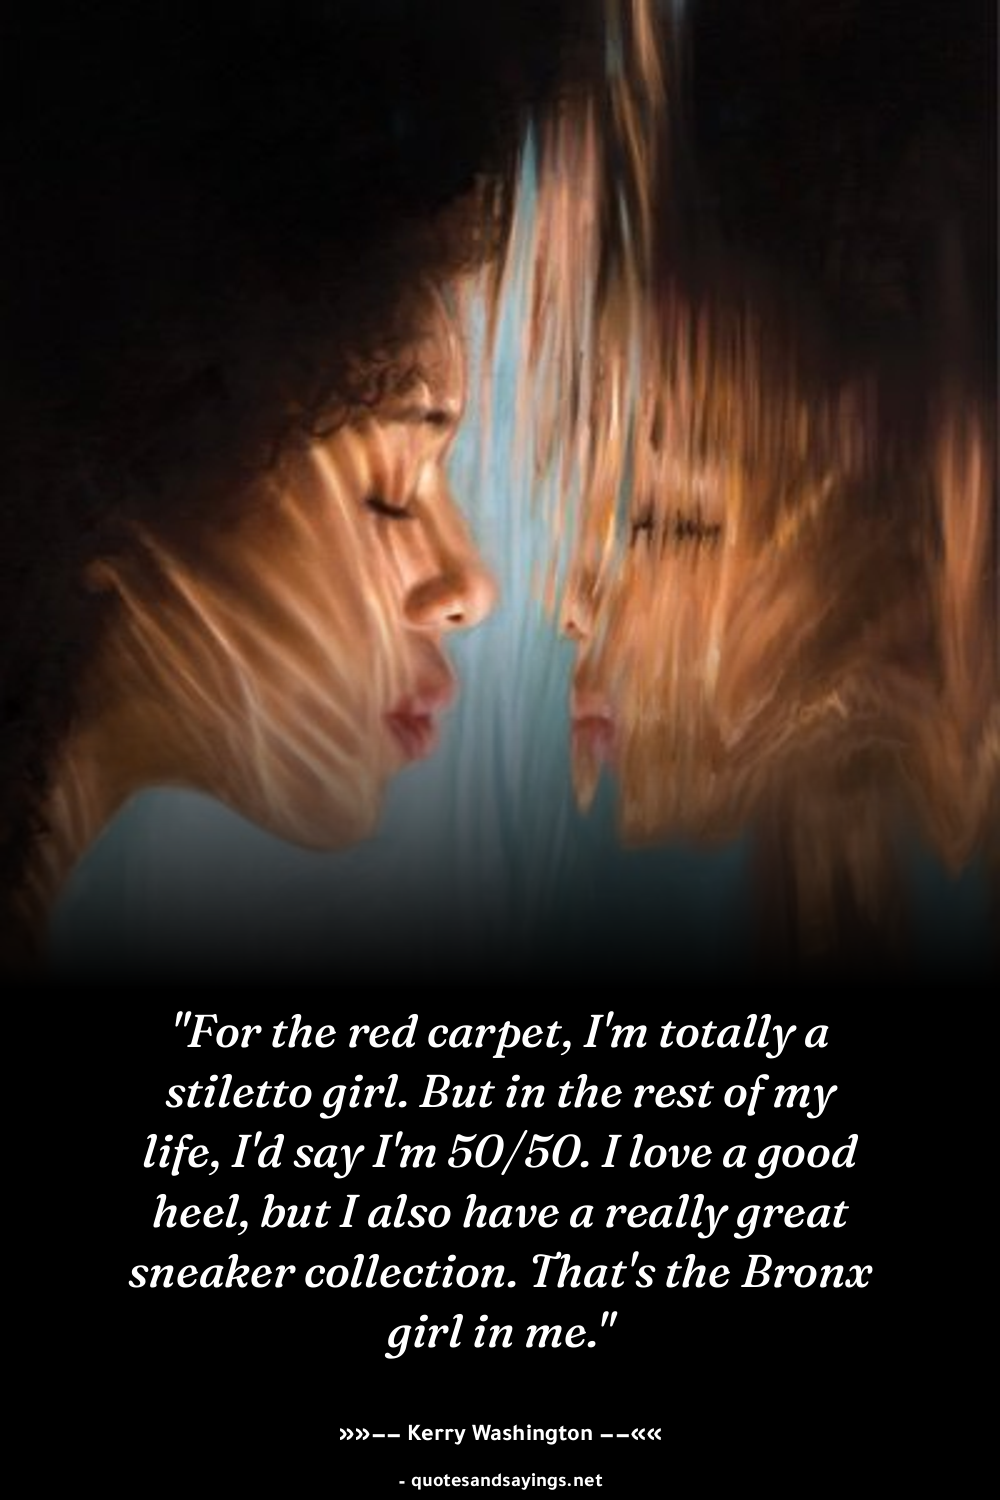 "For the red carpet, I'm totally a
stiletto girl. But in the rest of my
life, I'd say I'm 50/50. I love a good
heel, but I also have a really great
sneaker collection. That's the Bronx
girl in me."
»»−− Kerry Washington −−««
- quotesandsayings.net